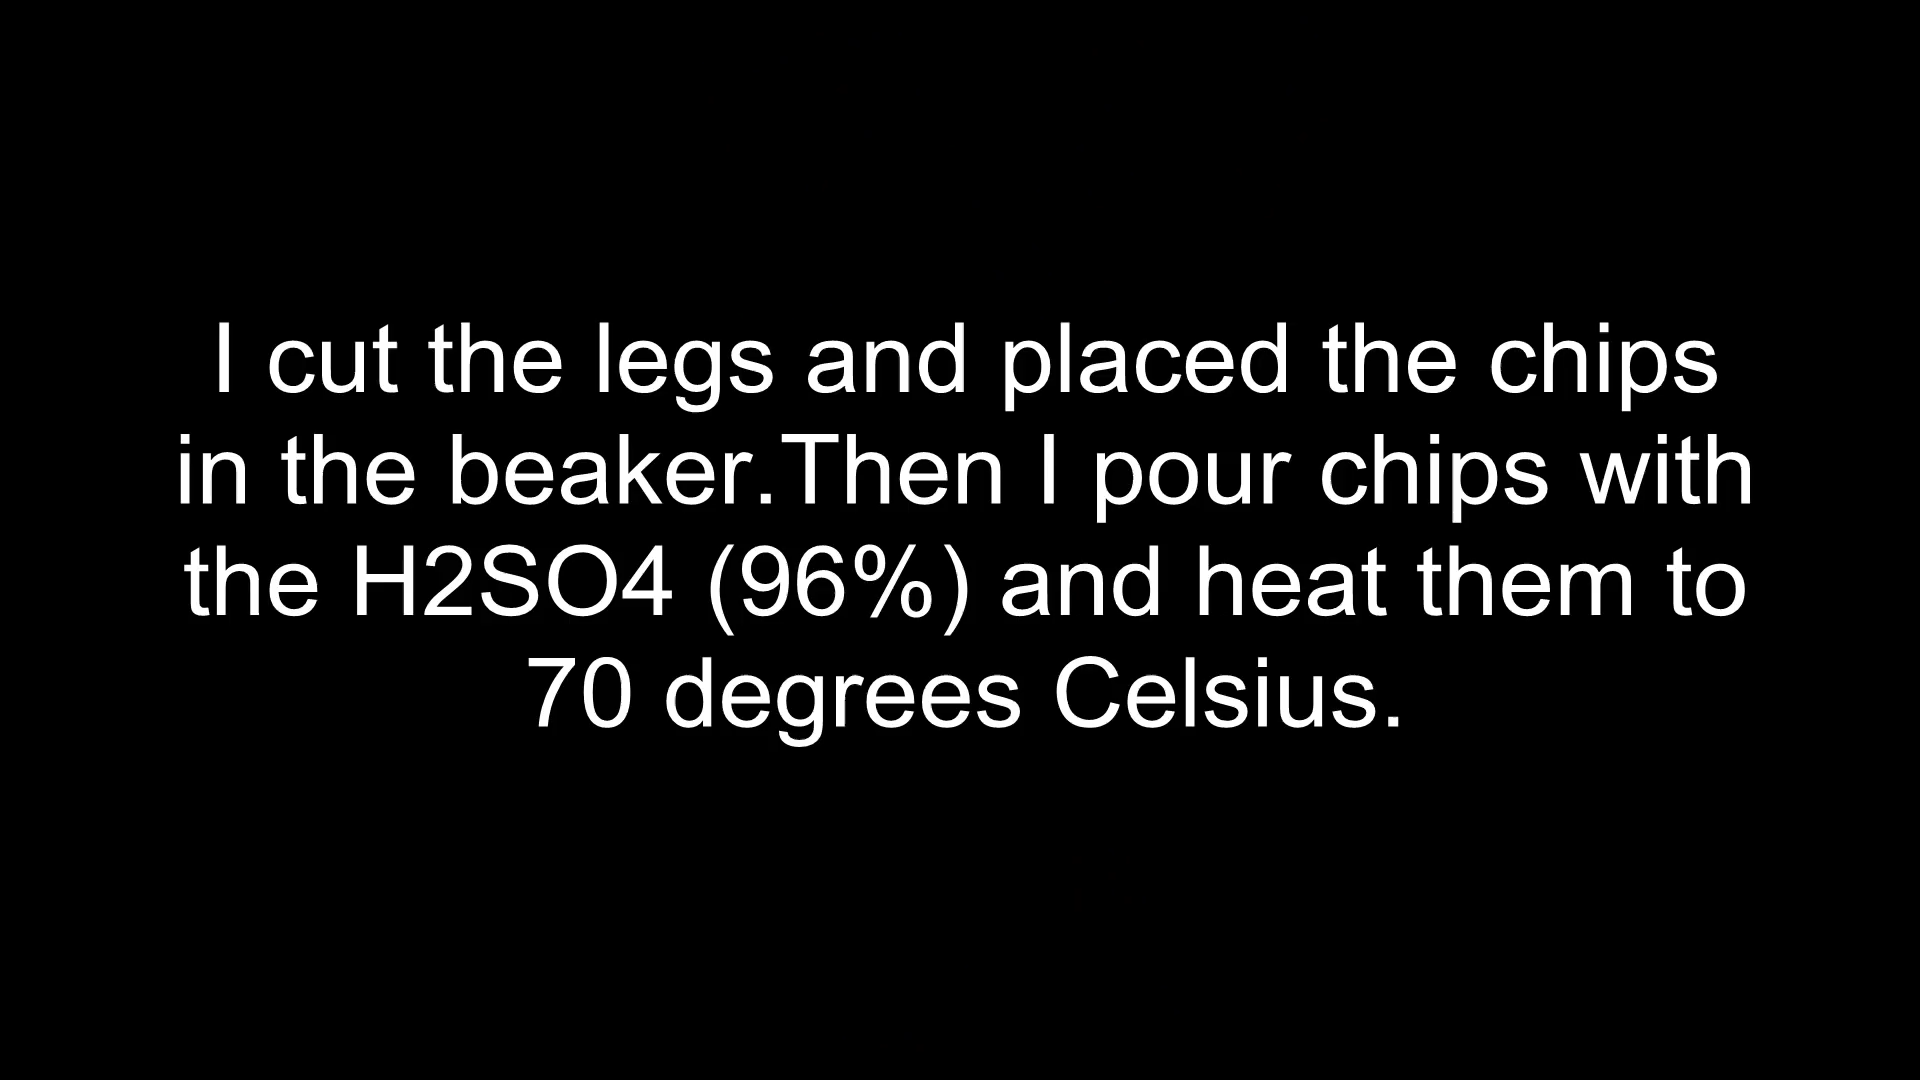 I cut the legs and placed the chips
in the beaker.Then I pour chips with
the H2SO4 (96%) and heat them to
70 degrees Celsius.